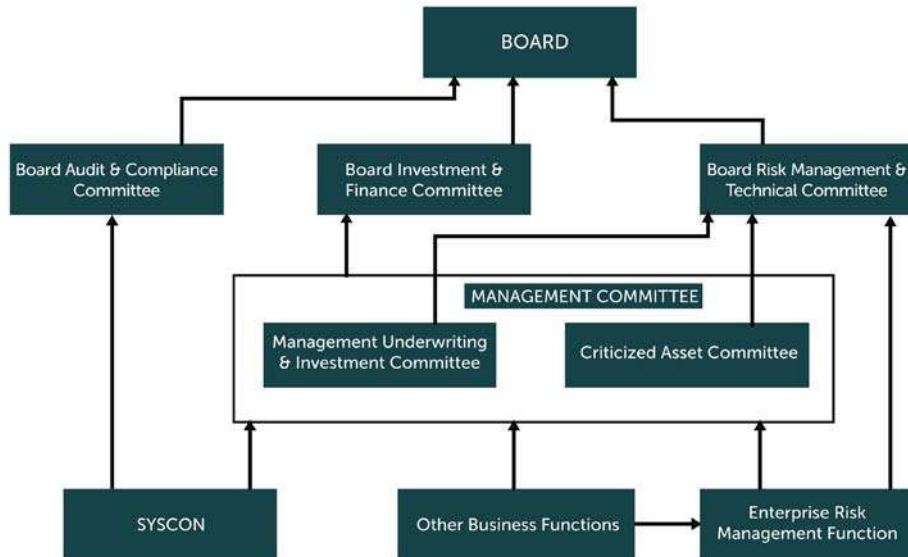 BOARD
Board Audit & Compliance
Committee
Board Investment &
Finance Committee
Board Risk Management &
Technical Committee
MANAGEMENT COMMITTEE
Management Underwriting
& Investment Committee
Criticized Asset Committee
SYSCON
Other Business Functions
Enterprise Risk
Management Function